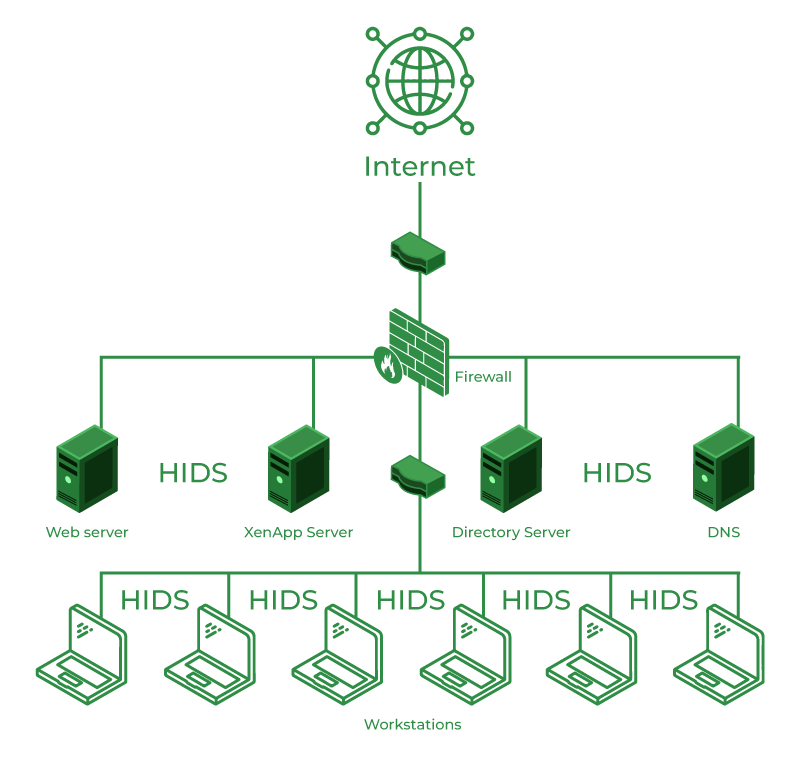 Internet
Firewall
HIDS
HIDS
Web server
XenApp Server
Directory Server
DNS
HIDS
HIDS
HIDS
HIDS
HIDS
Workstations